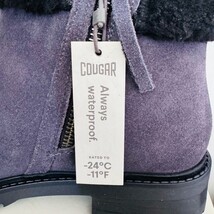 COUGAR
Always
waterproof.
RATED TO
-24°C
-11°F